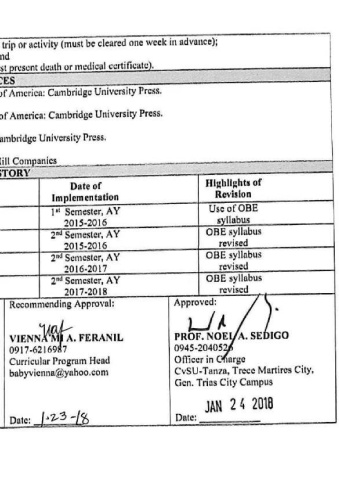 trip or activity (must be cleared one week in advance);
nd
st present death or medical certificate).
CES
of America: Cambridge University Press.
of America: Cambridge University Press.
ambridge University Press.
Hill Companies
STORY
Date of Implementation
Highlights of Revision
1st Semester, AY 2015-2016
Use of OBE syllabus
2nd Semester, AY 2015-2016
OBE syllabus revised
2nd Semester, AY 2016-2017
OBE syllabus revised
2nd Semester, AY 2017-2018
OBE syllabus revised
Recommending Approval:
VIENNA MI A. FERANIL
0917-6216987
Curricular Program Head
babyvienna@yahoo.com
Date: 1-23-18
Approved:
PROF. NOEL A. SEDIGO
0945-2040526
Officer in Charge
CvSU-Tanza, Trece Martires City,
Gen. Trias City Campus
JAN 24 2018
Date: